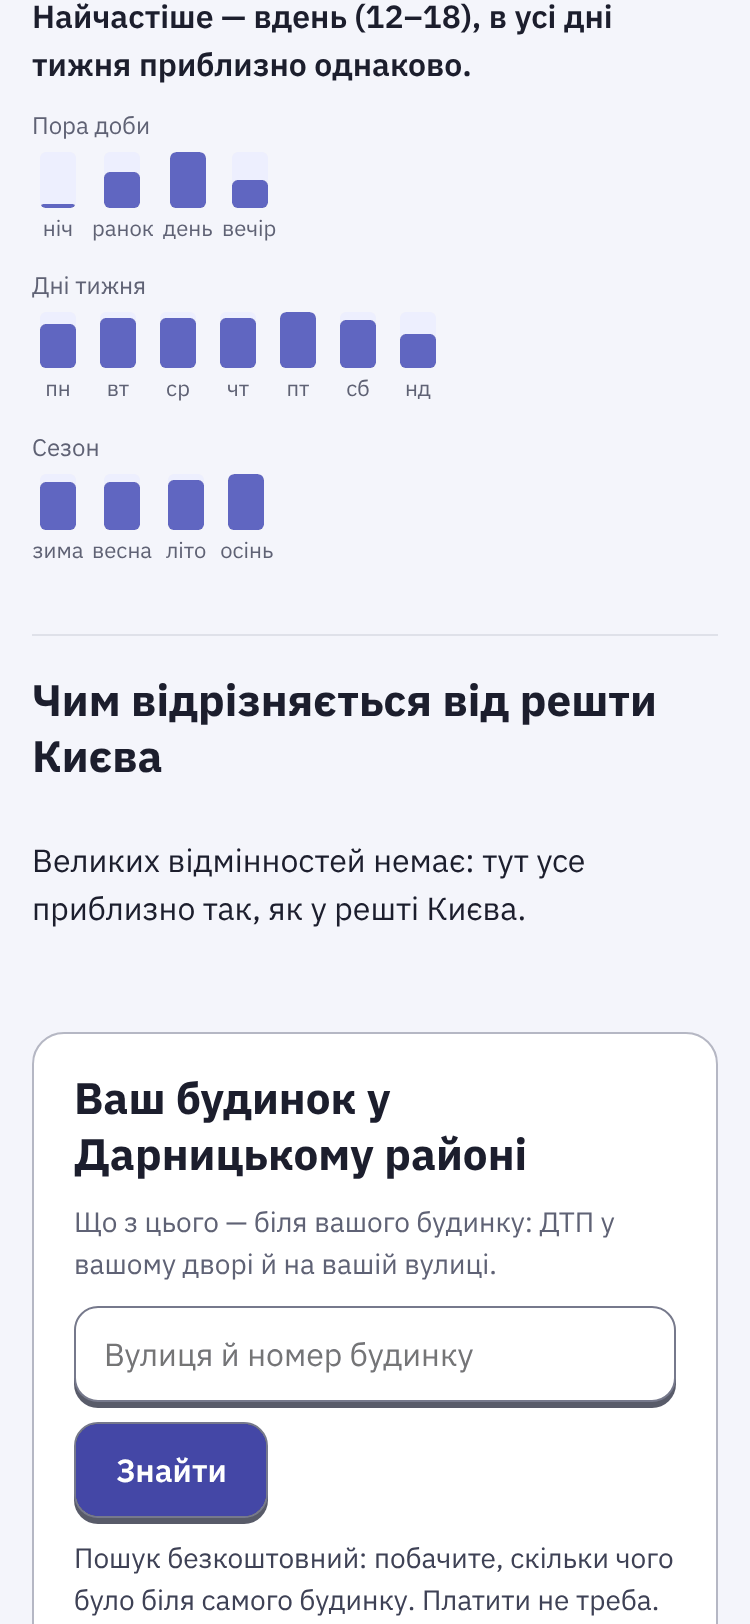 Найчастіше — вдень (12–18), в усі дні
тижня приблизно однаково.
Пора доби
ніч ранок день вечір
Дні тижня
пн вт ср чт пт сб нд
Сезон
зима весна літо осінь
Чим відрізняється від решти
Києва
Великих відмінностей немає: тут усе
приблизно так, як у решті Києва.
Ваш будинок у
Дарницькому районі
Що з цього — біля вашого будинку: ДТП у
вашому дворі й на вашій вулиці.
Вулиця й номер будинку
Знайти
Пошук безкоштовний: побачите, скільки чого
було біля самого будинку. Платити не треба.